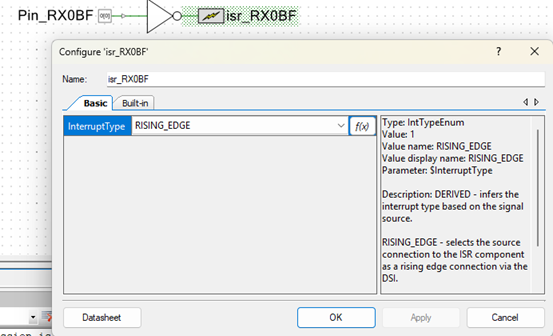 Pin_RX0BF
isr_RX0BF
Configure 'isr_RX0BF'
Name: isr_RX0BF
Basic Built-in
InterruptType RISING_EDGE f(x)
Type: IntTypeEnum
Value: 1
Value name: RISING_EDGE
Value display name: RISING_EDGE
Parameter: $InterruptType
Description: DERIVED - infers the
interrupt type based on the signal
source.
RISING_EDGE - selects the source
connection to the ISR component
as a rising edge connection via the
DSI.
Datasheet OK Apply Cancel